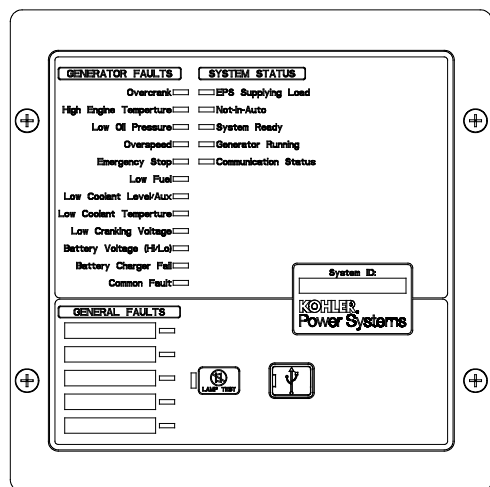 GENERATOR FAULTS
Overcrank
High Engine Temperture
Low Oil Pressure
Overspeed
Emergency Stop
Low Fuel
Low Coolant Level/Aux
Low Coolant Temperture
Low Cranking Voltage
Battery Voltage (Hi/Lo)
Battery Charger Fail
Common Fault
SYSTEM STATUS
EPS Supplying Load
Not-In-Auto
System Ready
Generator Running
Communication Status
System ID:
KOHLER
Power Systems
GENERAL FAULTS
LAMP TEST